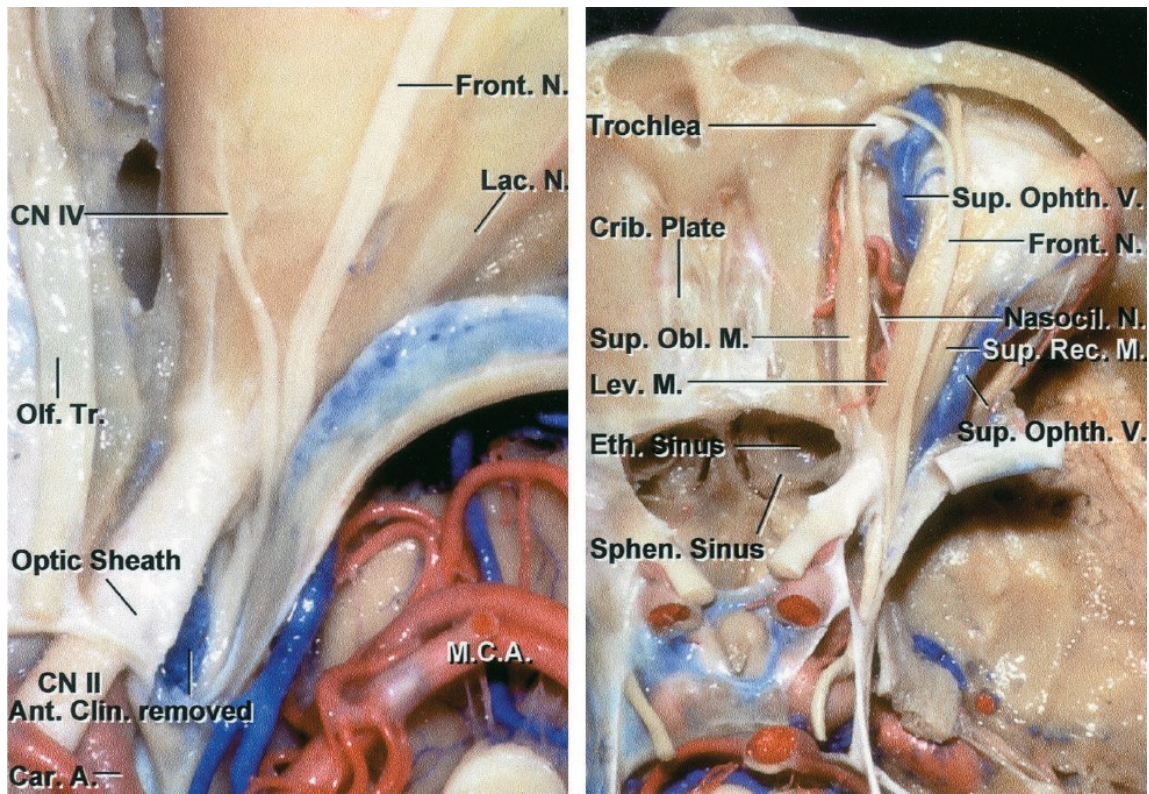 Front. N.
Lac. N.
CN IV
Olf. Tr.
Optic Sheath
M.C.A.
CN II
Ant. Clin. removed
Car. A.
Trochlea
Sup. Ophth. V.
Crib. Plate
Front. N.
Nasocil. N.
Sup. Obl. M.
Sup. Rec. M.
Lev. M.
Sup. Ophth. V.
Eth. Sinus
Sphen. Sinus